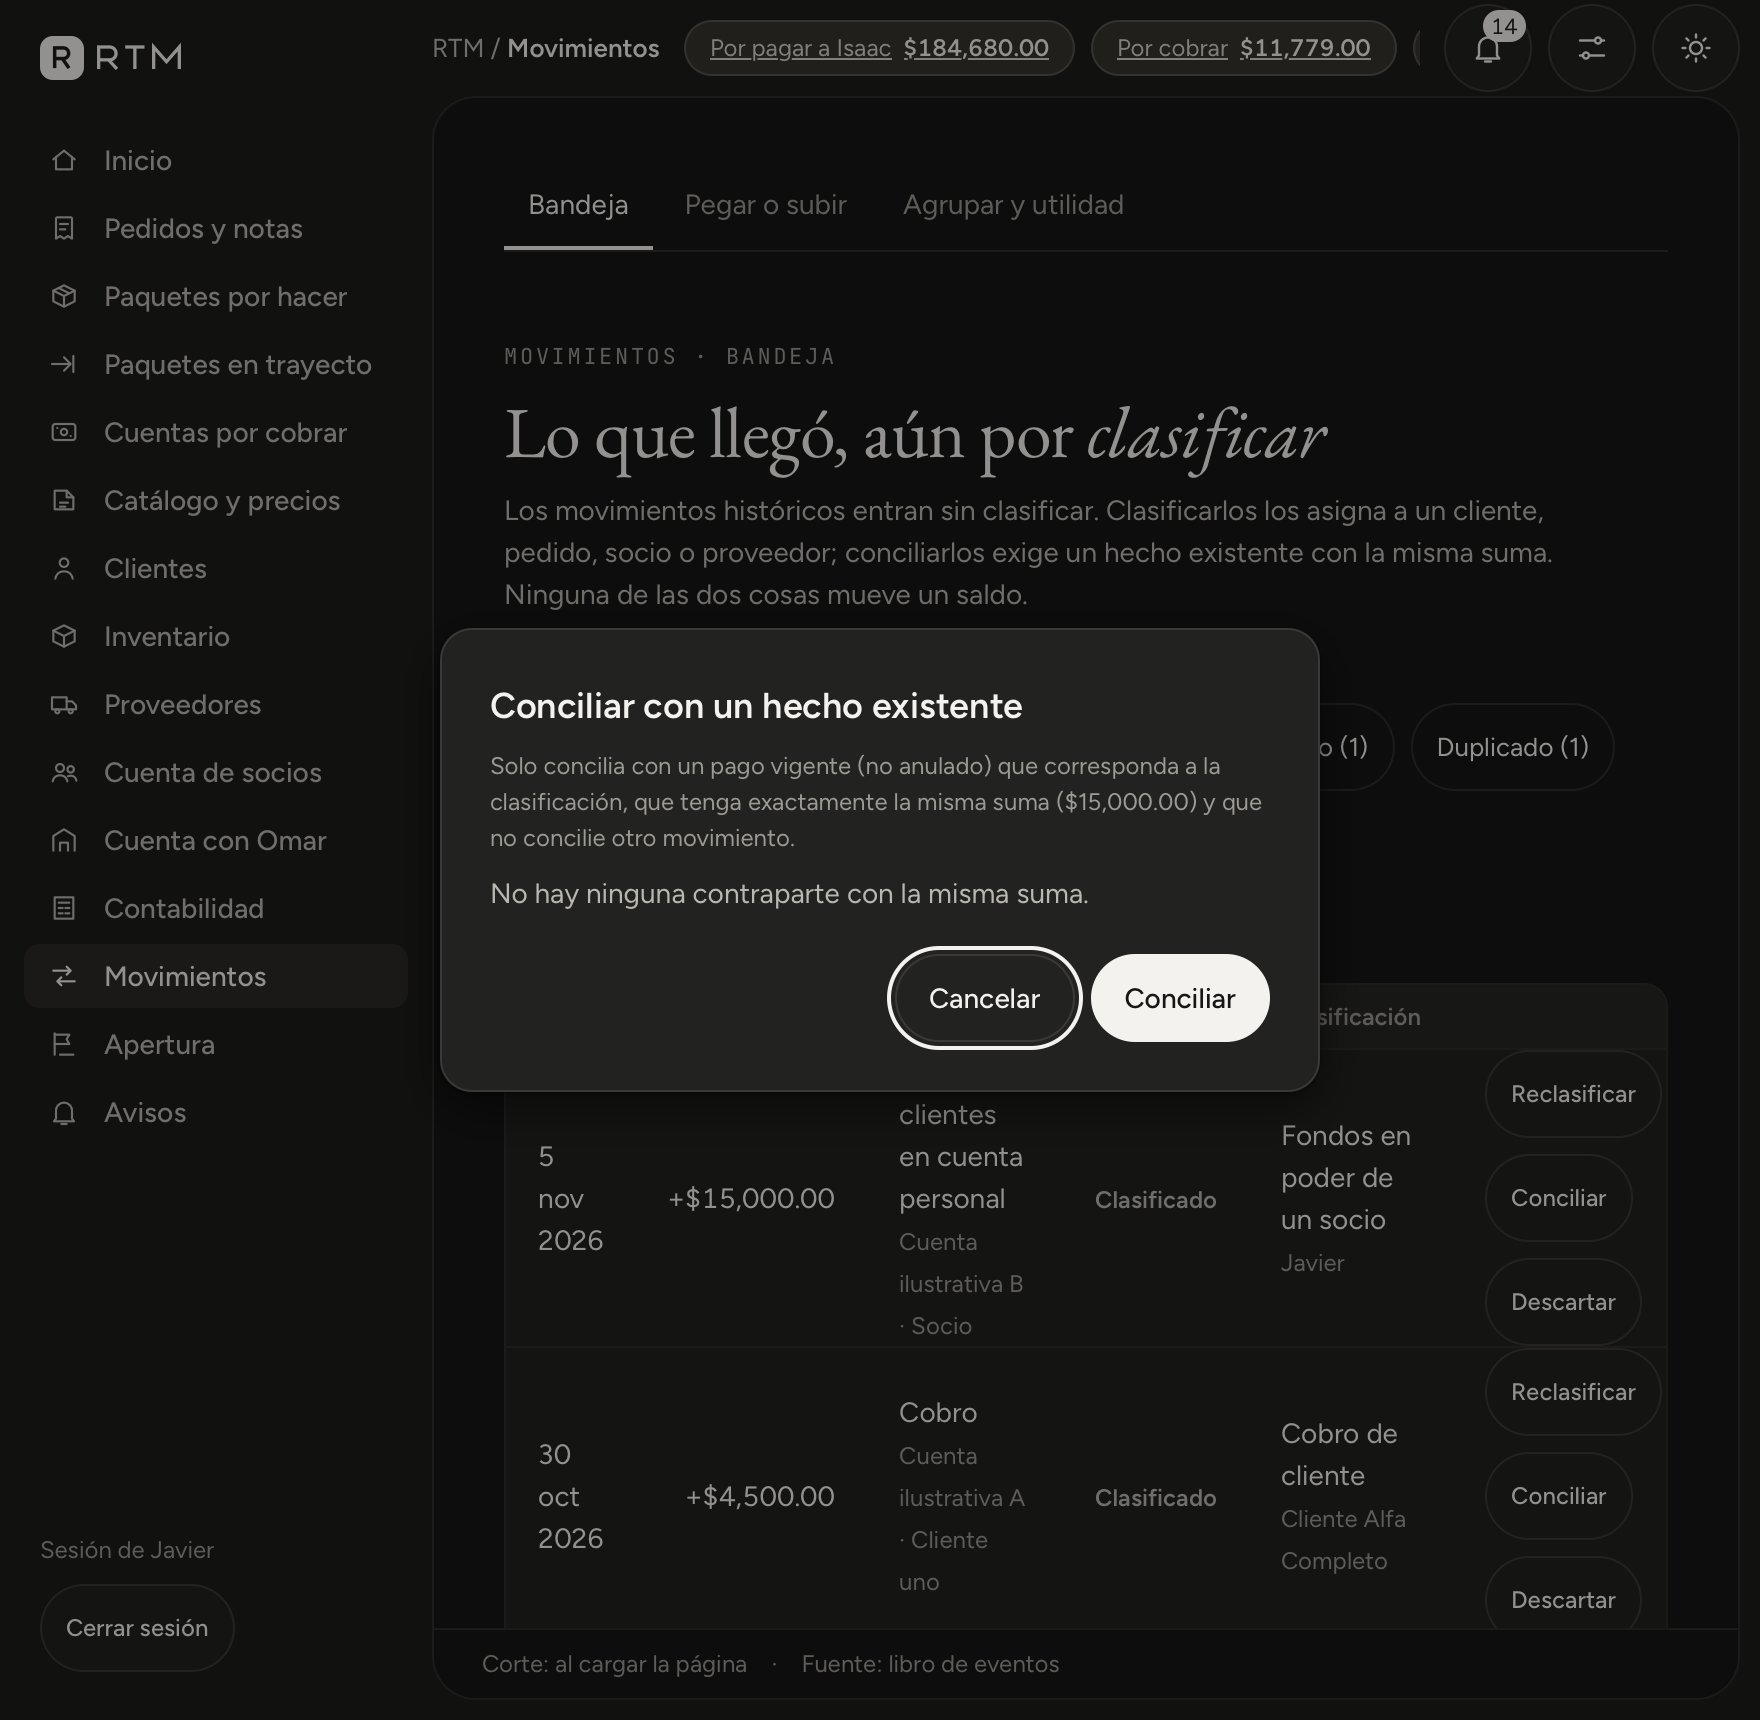 R RTM
RTM / Movimientos
Por pagar a Isaac $184,680.00
Por cobrar $11,779.00
14
Inicio
Pedidos y notas
Paquetes por hacer
Paquetes en trayecto
Cuentas por cobrar
Catálogo y precios
Clientes
Inventario
Proveedores
Cuenta de socios
Cuenta con Omar
Contabilidad
Movimientos
Apertura
Avisos
Sesión de Javier
Cerrar sesión
Bandeja
Pegar o subir
Agrupar y utilidad
MOVIMIENTOS · BANDEJA
Lo que llegó, aún por clasificar
Los movimientos históricos entran sin clasificar. Clasificarlos los asigna a un cliente,
pedido, socio o proveedor; conciliarlos exige un hecho existente con la misma suma.
Ninguna de las dos cosas mueve un saldo.
o (1)
Duplicado (1)
Conciliar con un hecho existente
Solo concilia con un pago vigente (no anulado) que corresponda a la
clasificación, que tenga exactamente la misma suma ($15,000.00) y que
no concilie otro movimiento.
No hay ninguna contraparte con la misma suma.
Cancelar
Conciliar
sificación
5
nov
2026
+$15,000.00
clientes
en cuenta
personal
Cuenta
ilustrativa B
· Socio
Clasificado
Fondos en
poder de
un socio
Javier
Reclasificar
Conciliar
Descartar
30
oct
2026
+$4,500.00
Cobro
Cuenta
ilustrativa A
· Cliente
uno
Clasificado
Cobro de
cliente
Cliente Alfa
Completo
Reclasificar
Conciliar
Descartar
Corte: al cargar la página · Fuente: libro de eventos